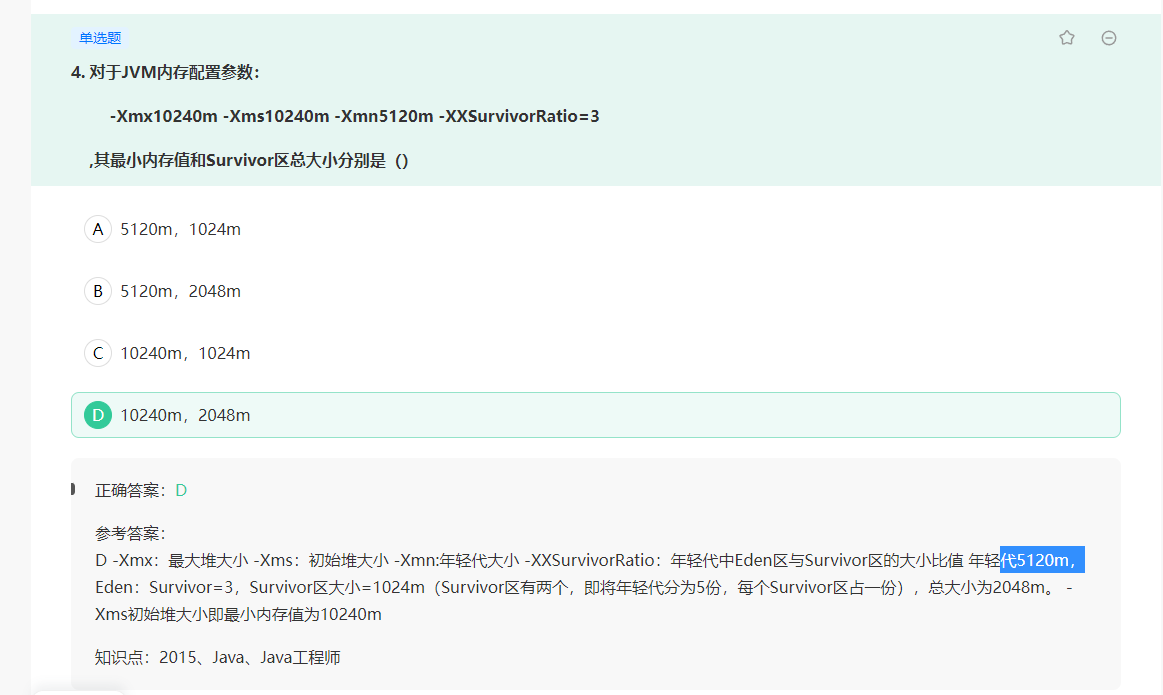 单选题
4. 对于JVM内存配置参数：
-Xmx10240m -Xms10240m -Xmn5120m -XXSurvivorRatio=3
,其最小内存值和Survivor区总大小分别是（）
A 5120m，1024m
B 5120m，2048m
C 10240m，1024m
D 10240m，2048m
正确答案：D
参考答案：
D -Xmx：最大堆大小 -Xms：初始堆大小 -Xmn:年轻代大小 -XXSurvivorRatio：年轻代中Eden区与Survivor区的大小比值 年轻代5120m，
Eden：Survivor=3，Survivor区大小=1024m（Survivor区有两个，即将年轻代分为5份，每个Survivor区占一份），总大小为2048m。 -
Xms初始堆大小即最小内存值为10240m
知识点：2015、Java、Java工程师